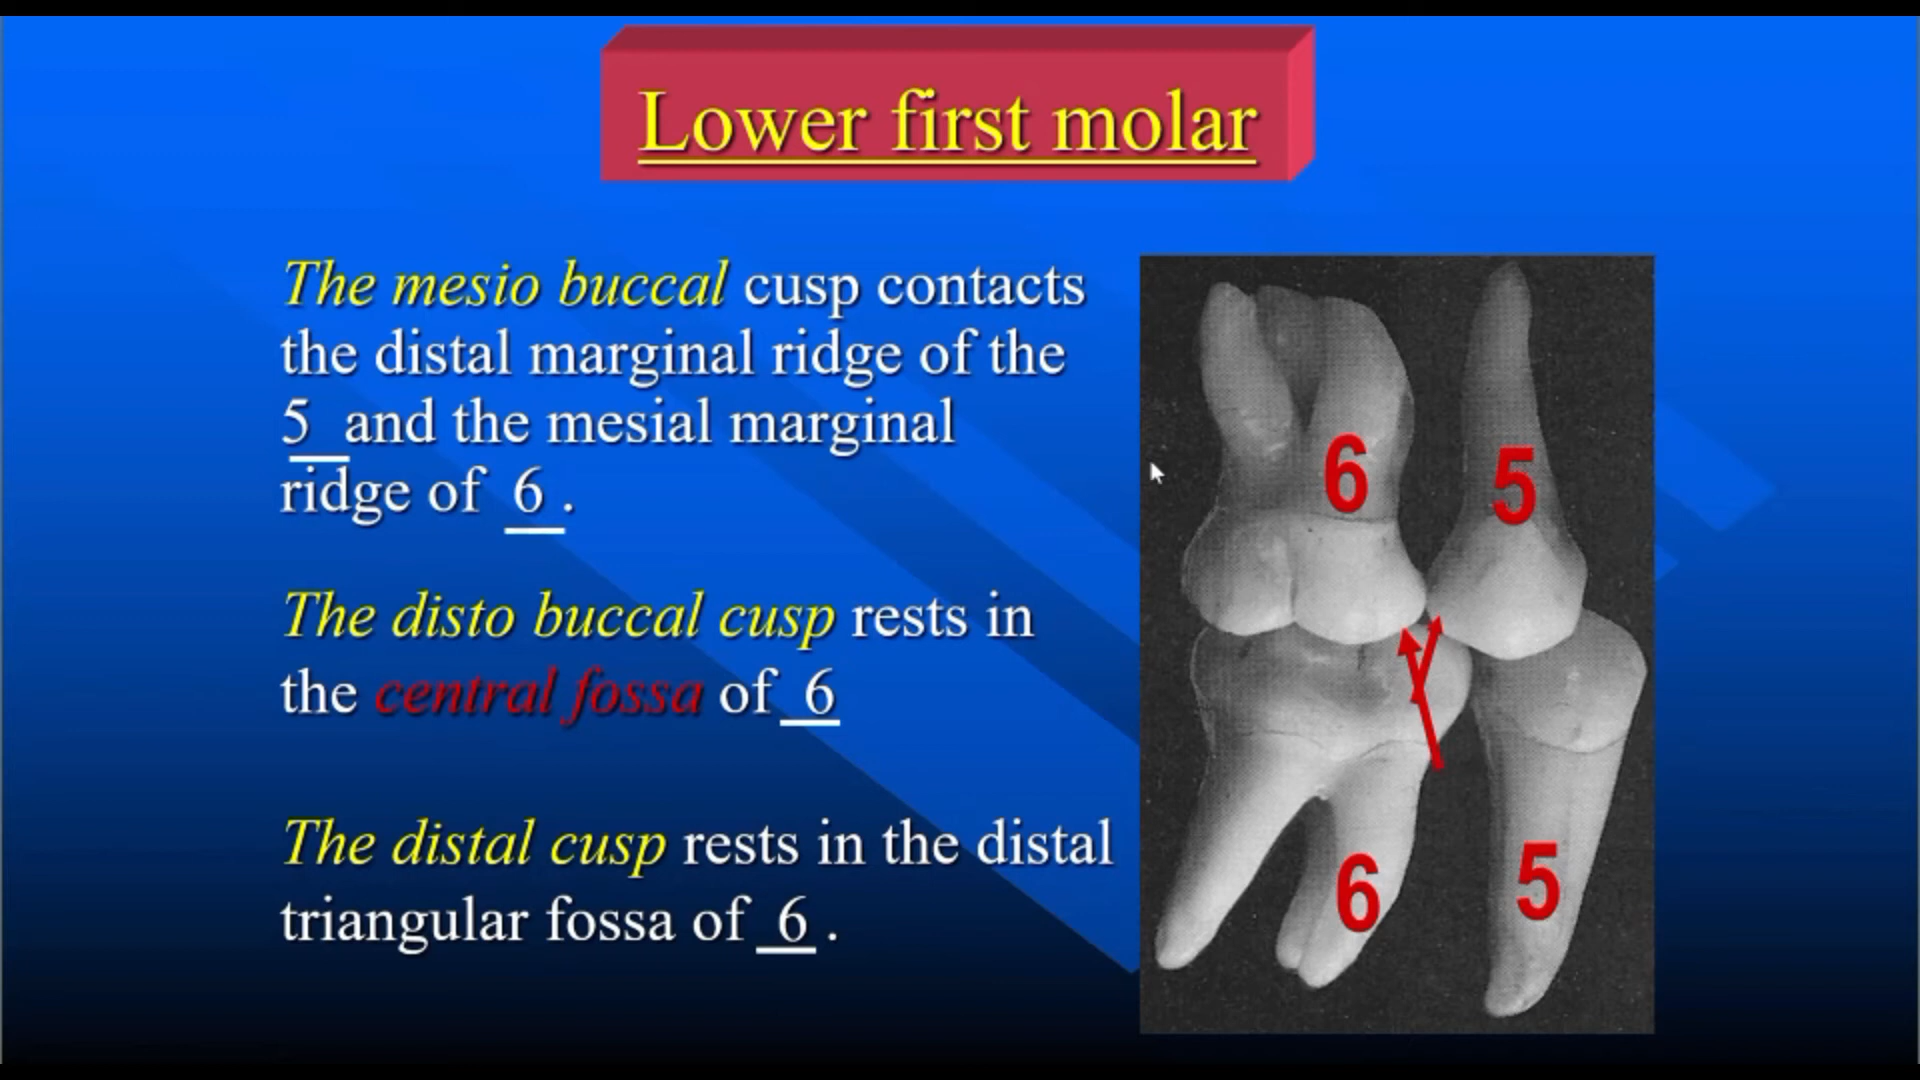 Lower first molar
The mesio buccal cusp contacts
the distal marginal ridge of the
5 and the mesial marginal
ridge of 6 .
The disto buccal cusp rests in
the central fossa of 6
The distal cusp rests in the distal
triangular fossa of 6 .
6 5
6 5